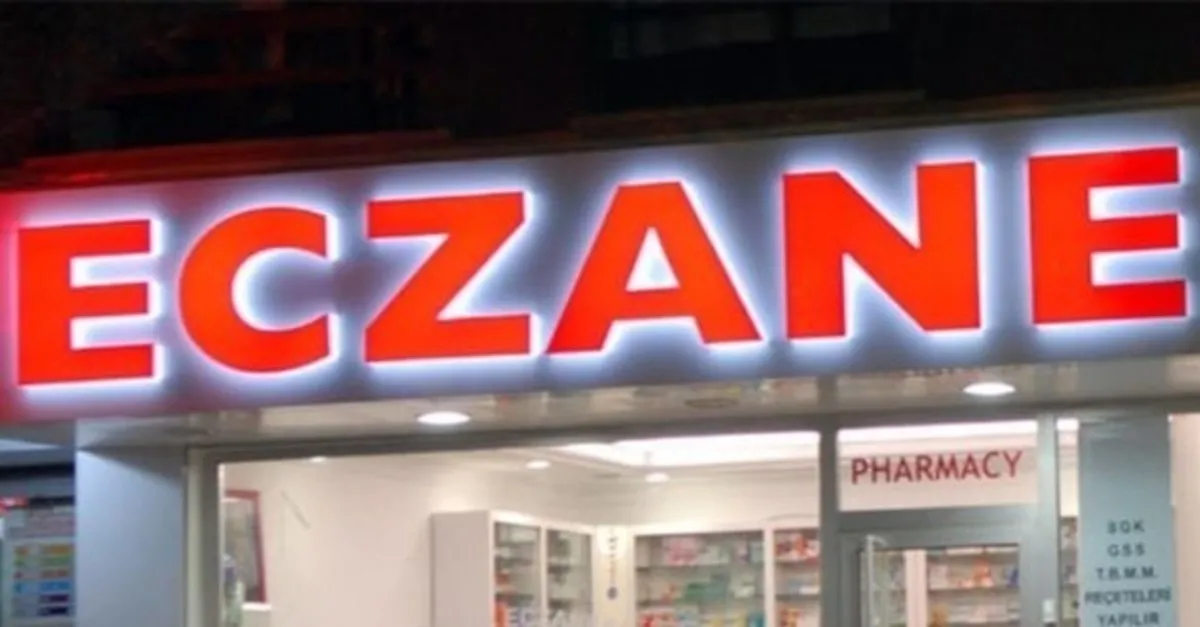 ECZANE
PHARMACY
SGK
GSS
T.B.M.M.
REÇETELERİ
YAPILIR